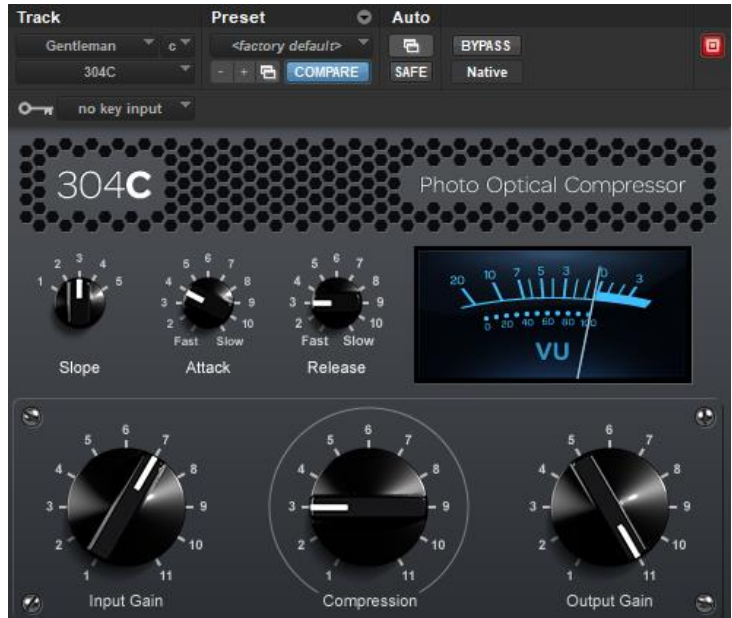 Track Preset Auto
Gentleman c <factory default> BYPASS
304C - + COMPARE SAFE Native
no key input
304C Photo Optical Compressor
1 2 3 4 5
2 3 4 5 6 7 8 9 10
Fast Slow
2 3 4 5 6 7 8 9 10
Fast Slow
20 10 7 5 3 0 3
0 20 40 60 80 100
VU
Slope Attack Release
1 2 3 4 5 6 7 8 9 10 11
1 2 3 4 5 6 7 8 9 10 11
1 2 3 4 5 6 7 8 9 10 11
Input Gain Compression Output Gain